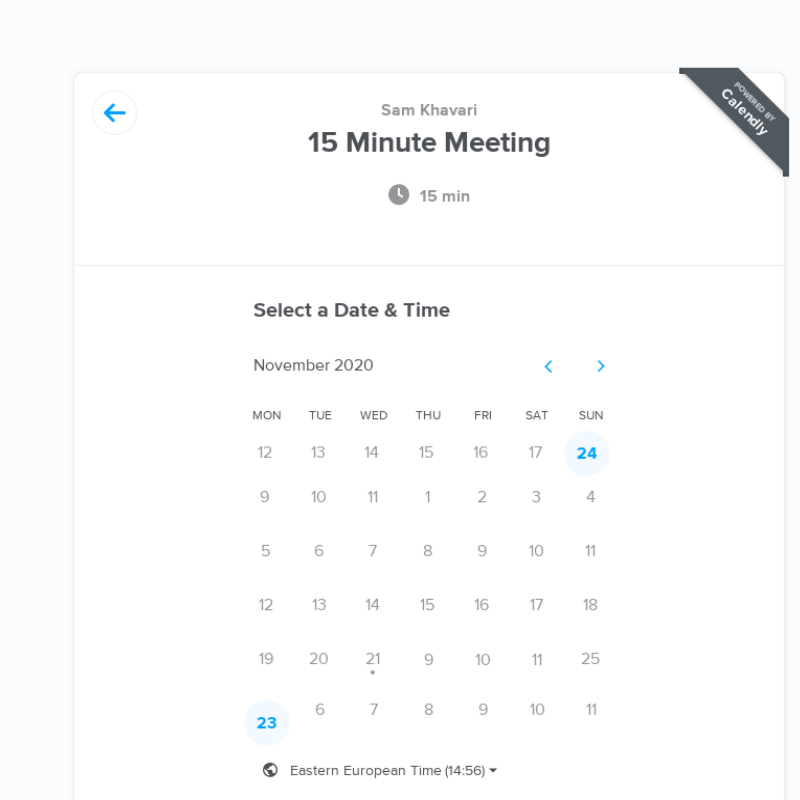 POWERED BY
Calendly
Sam Khavari
15 Minute Meeting
15 min
Select a Date & Time
November 2020
MON TUE WED THU FRI SAT SUN
12 13 14 15 16 17 24
9 10 11 1 2 3 4
5 6 7 8 9 10 11
12 13 14 15 16 17 18
19 20 21 9 10 11 25
23 6 7 8 9 10 11
Eastern European Time (14:56)